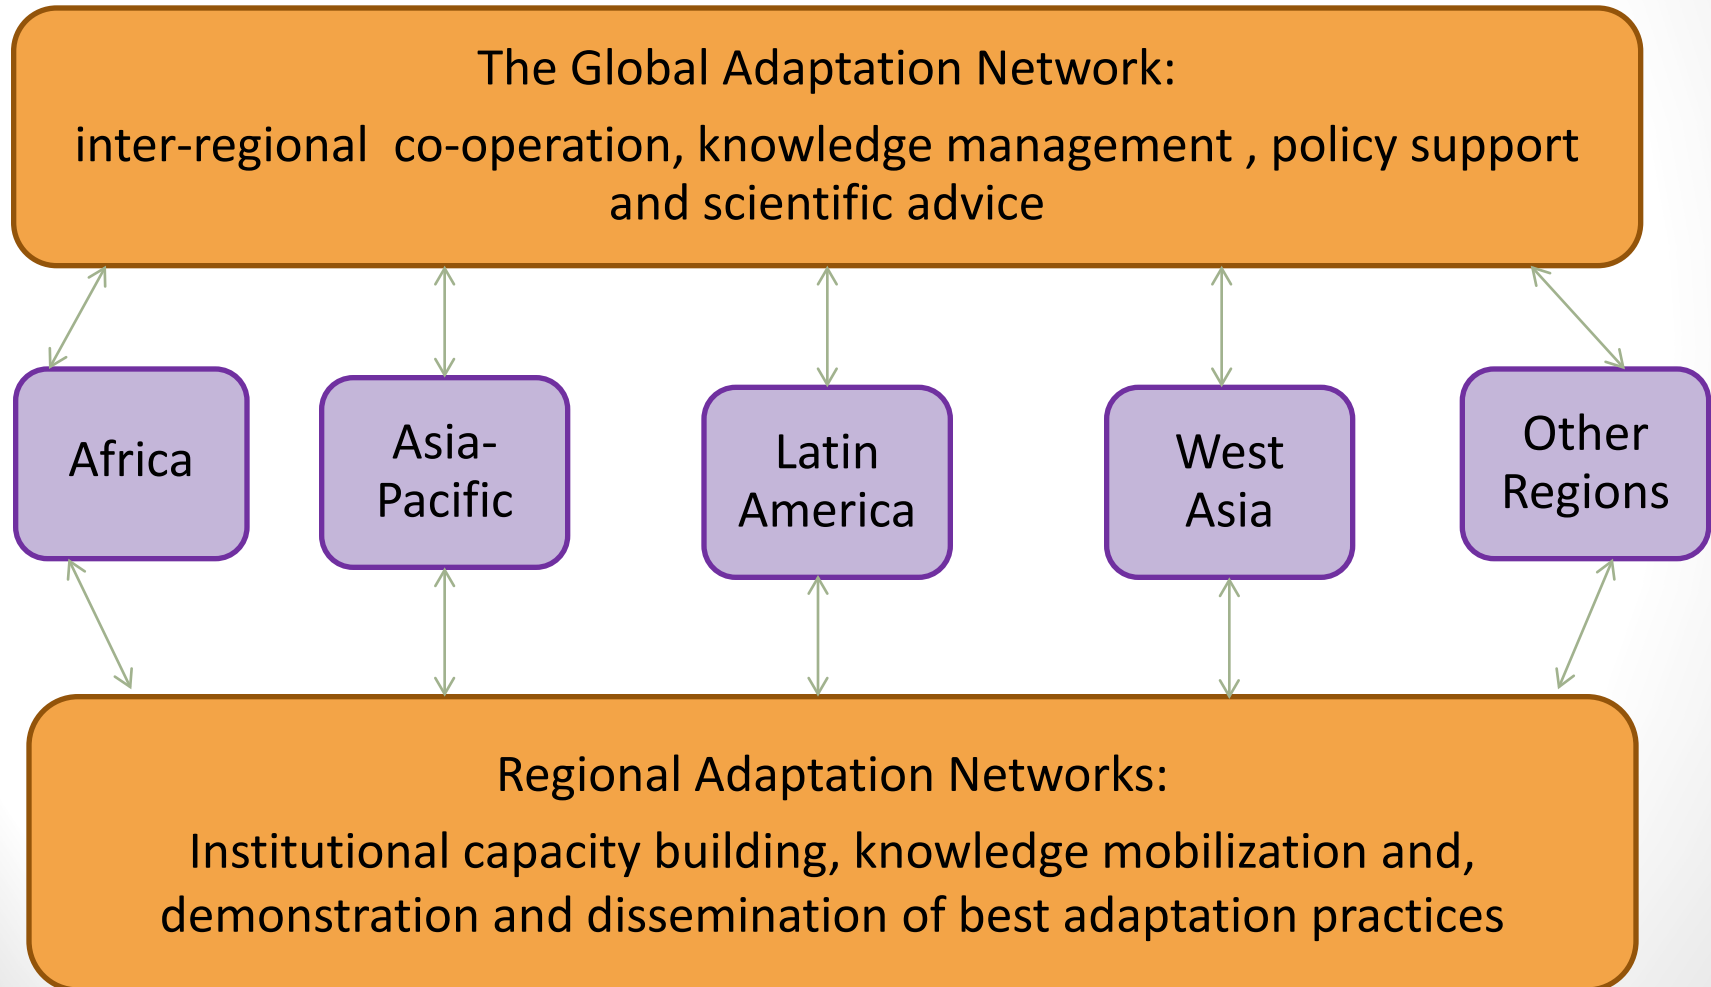 The Global Adaptation Network:
inter-regional  co-operation, knowledge management , policy support
and scientific advice
Africa
Asia-
Pacific
Latin
America
West
Asia
Other
Regions
Regional Adaptation Networks:
Institutional capacity building, knowledge mobilization and,
demonstration and dissemination of best adaptation practices